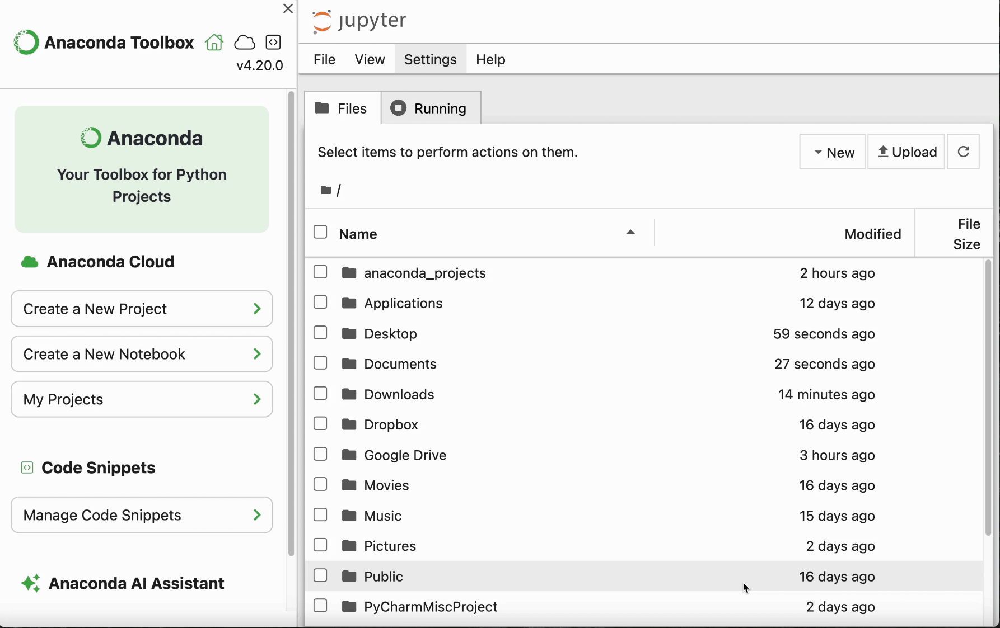 Anaconda Toolbox
v4.20.0
Anaconda
Your Toolbox for Python
Projects
Anaconda Cloud
Create a New Project
Create a New Notebook
My Projects
Code Snippets
Manage Code Snippets
Anaconda AI Assistant
jupyter
File View Settings Help
Files Running
Select items to perform actions on them.
New Upload
/
Name Modified File
Size
anaconda_projects 2 hours ago
Applications 12 days ago
Desktop 59 seconds ago
Documents 27 seconds ago
Downloads 14 minutes ago
Dropbox 16 days ago
Google Drive 3 hours ago
Movies 16 days ago
Music 15 days ago
Pictures 2 days ago
Public 16 days ago
PyCharmMiscProject 2 days ago